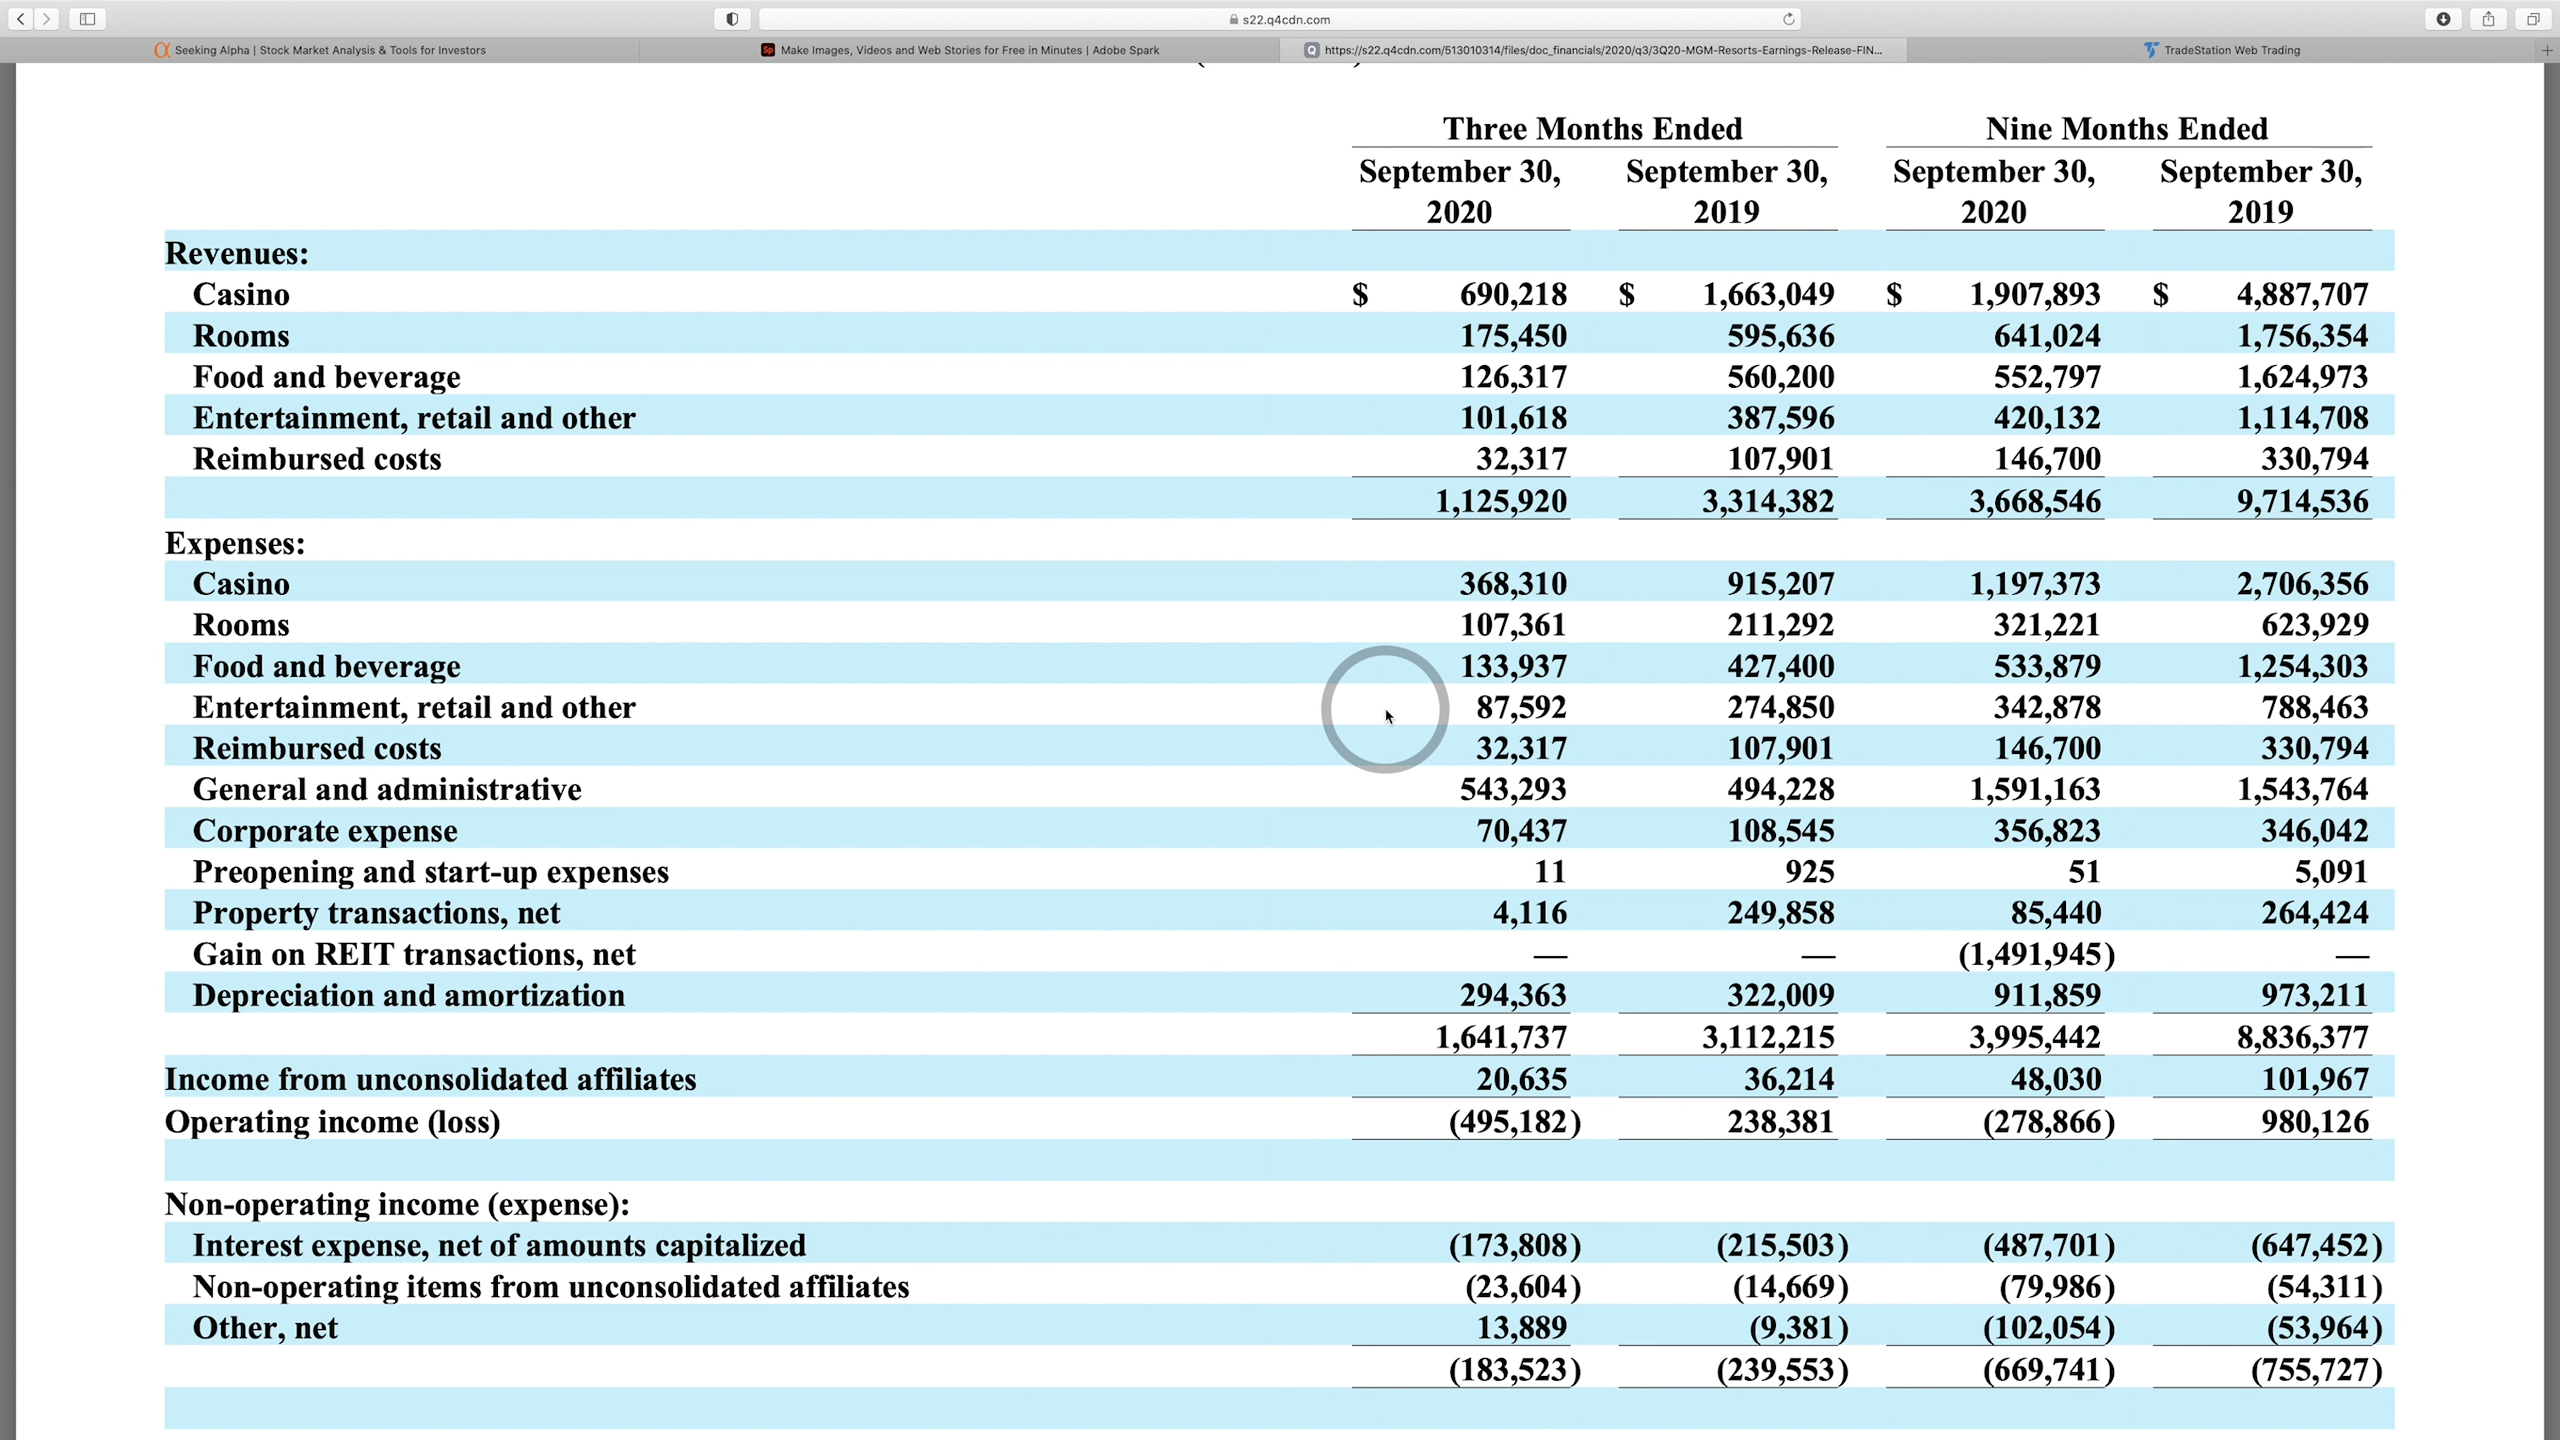 s22.q4cdn.com
Seeking Alpha | Stock Market Analysis & Tools for Investors
Sp Make Images, Videos and Web Stories for Free in Minutes | Adobe Spark
Q https://s22.q4cdn.com/513010314/files/doc_financials/2020/q3/3Q20-MGM-Resorts-Earnings-Release-FIN...
TradeStation Web Trading
Three Months Ended Nine Months Ended
September 30, September 30, September 30, September 30,
2020 2019 2020 2019
Revenues:
Casino $ 690,218 $ 1,663,049 $ 1,907,893 $ 4,887,707
Rooms 175,450 595,636 641,024 1,756,354
Food and beverage 126,317 560,200 552,797 1,624,973
Entertainment, retail and other 101,618 387,596 420,132 1,114,708
Reimbursed costs 32,317 107,901 146,700 330,794
1,125,920 3,314,382 3,668,546 9,714,536
Expenses:
Casino 368,310 915,207 1,197,373 2,706,356
Rooms 107,361 211,292 321,221 623,929
Food and beverage 133,937 427,400 533,879 1,254,303
Entertainment, retail and other 87,592 274,850 342,878 788,463
Reimbursed costs 32,317 107,901 146,700 330,794
General and administrative 543,293 494,228 1,591,163 1,543,764
Corporate expense 70,437 108,545 356,823 346,042
Preopening and start-up expenses 11 925 51 5,091
Property transactions, net 4,116 249,858 85,440 264,424
Gain on REIT transactions, net — — (1,491,945) —
Depreciation and amortization 294,363 322,009 911,859 973,211
1,641,737 3,112,215 3,995,442 8,836,377
Income from unconsolidated affiliates 20,635 36,214 48,030 101,967
Operating income (loss) (495,182) 238,381 (278,866) 980,126
Non-operating income (expense):
Interest expense, net of amounts capitalized (173,808) (215,503) (487,701) (647,452)
Non-operating items from unconsolidated affiliates (23,604) (14,669) (79,986) (54,311)
Other, net 13,889 (9,381) (102,054) (53,964)
(183,523) (239,553) (669,741) (755,727)